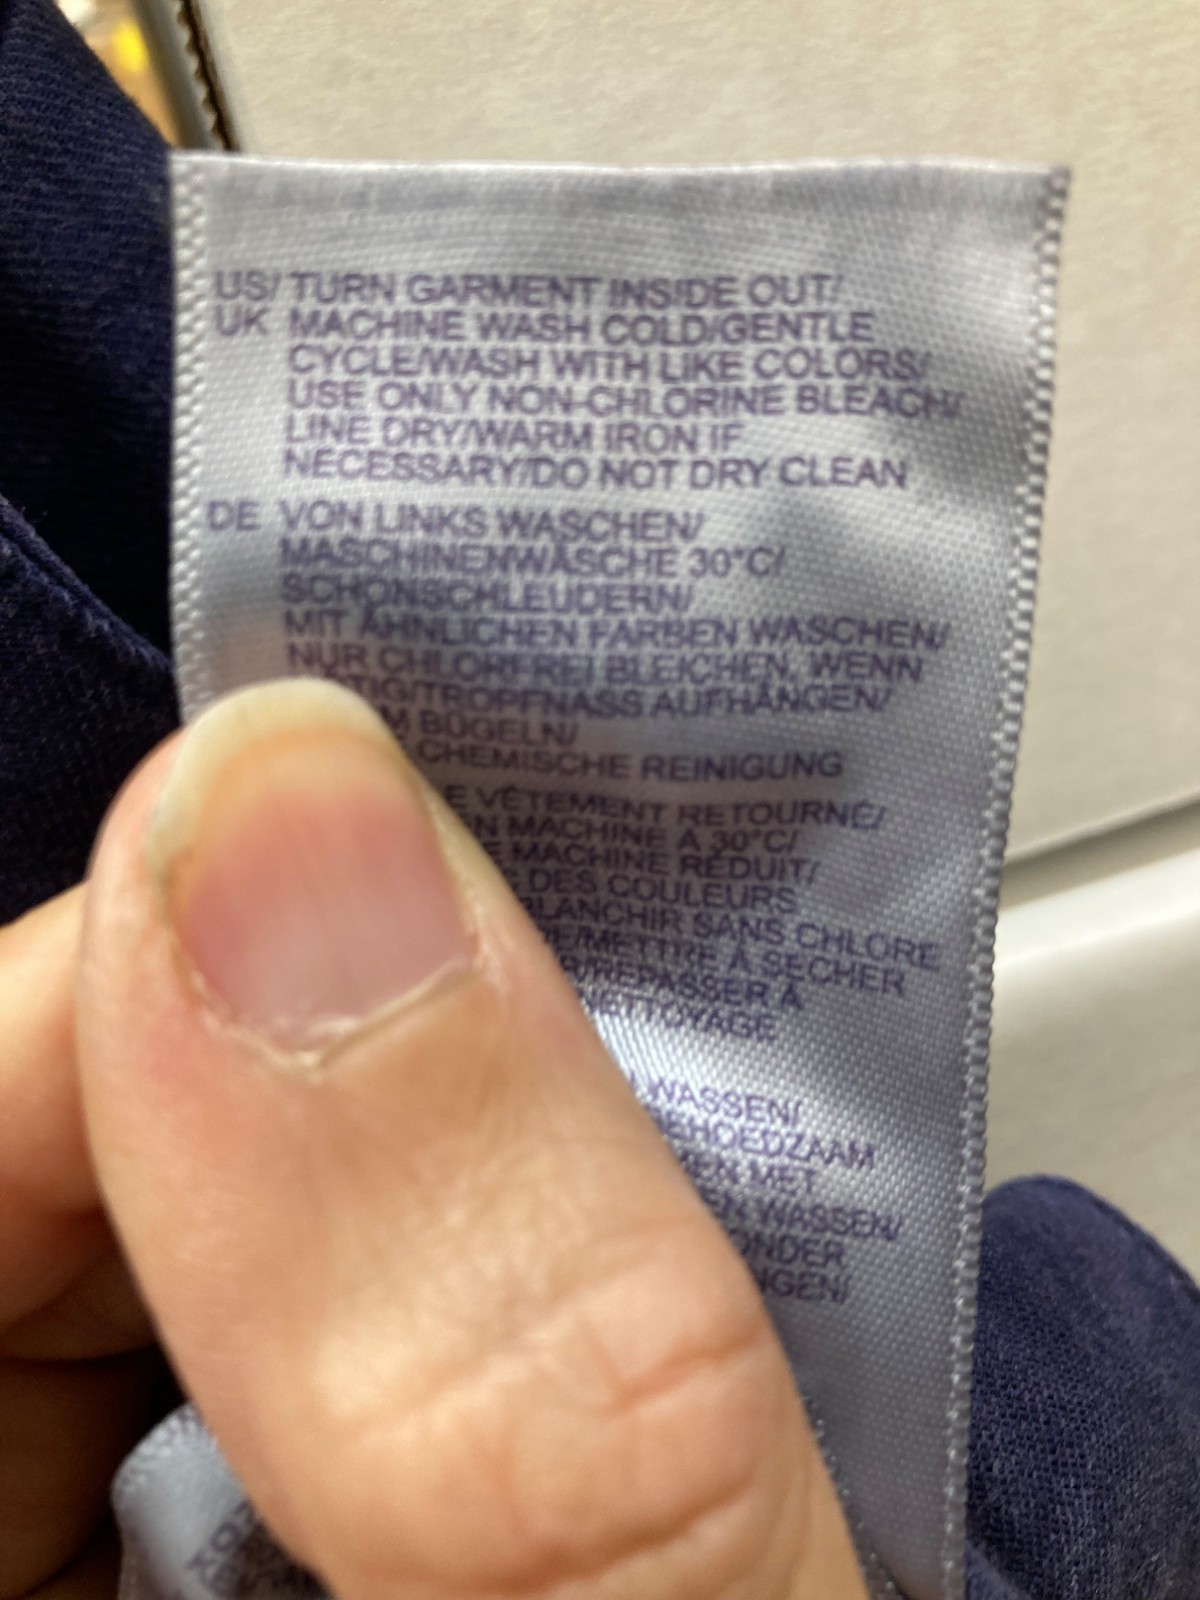 US/ TURN GARMENT INSIDE OUT/
UK MACHINE WASH COLD/GENTLE
CYCLE/WASH WITH LIKE COLORS/
USE ONLY NON-CHLORINE BLEACH/
LINE DRY/WARM IRON IF
NECESSARY/DO NOT DRY CLEAN
DE VON LINKS WASCHEN/
MASCHINENWÄSCHE 30°C/
SCHONSCHLEUDERN/
MIT ÄHNLICHEN FARBEN WASCHEN/
NUR CHLORFREI BLEICHEN, WENN
TROPFNASS AUFHÄNGEN/
BÜGELN/
CHEMISCHE REINIGUNG
VÊTEMENT RETOURNÉ/
MACHINE À 30°C/
MACHINE RÉDUIT/
DES COULEURS
BLANCHIR SANS CHLORE
/METTRE À SÉCHER
/REPASSER À
NETTOYAGE
WASSEN/
MET
WASSEN/